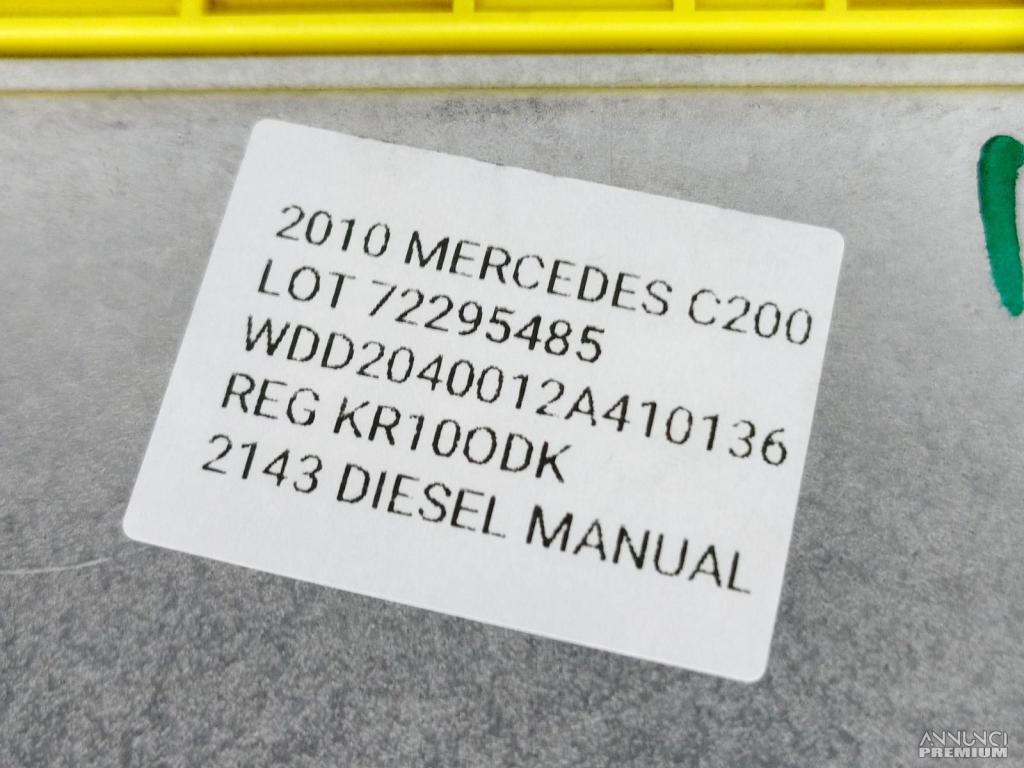 2010 MERCEDES C200
LOT 72295485
WDD2040012A410136
REG KR10ODK
2143 DIESEL MANUAL
ANNUNCI
PREMIUM